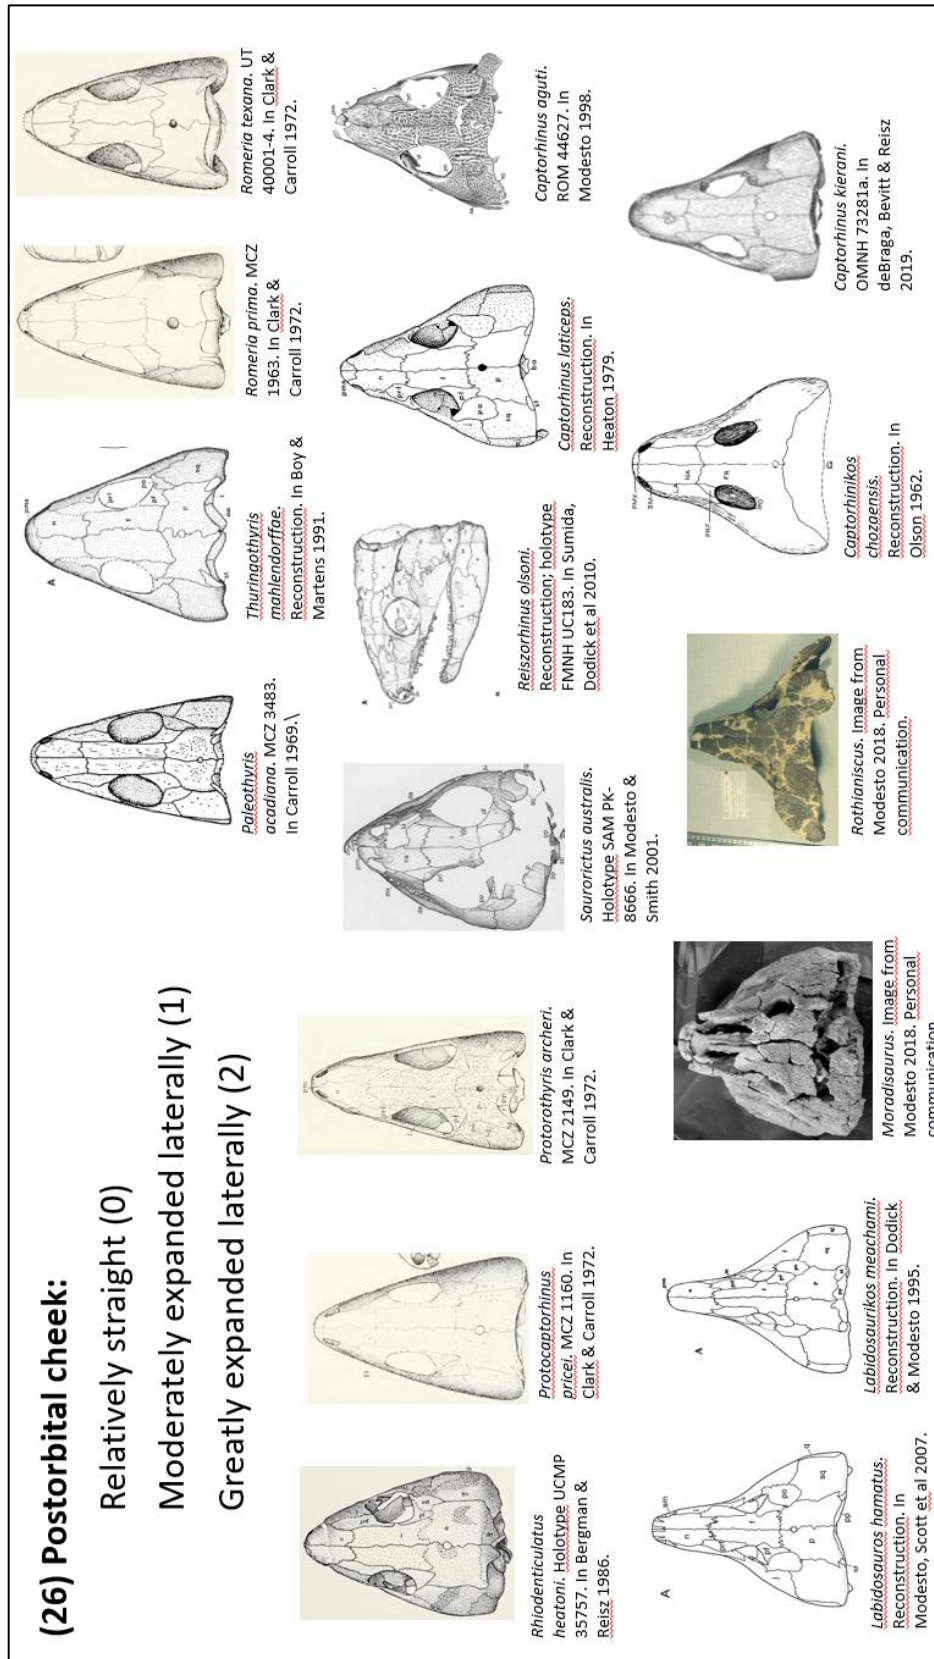 (26) Postorbital cheek:
Relatively straight (0)
Moderately expanded laterally (1)
Greatly expanded laterally (2)
Paleothyris
acadiana. MCZ 3483.
In Carroll 1969.\
Thuringothyris
mahlendorffae.
Reconstruction. In Boy &
Martens 1991.
Romeria prima. MCZ
1963. In Clark &
Carroll 1972.
Romeria texana. UT
40001-4. In Clark &
Carroll 1972.
Rhiodenticulatus
heatoni. Holotype UCMP
35757. In Bergman &
Reisz 1986.
Protocaptorhinus
pricei. MCZ 1160. In
Clark & Carroll 1972.
Protorothyris archeri.
MCZ 2149. In Clark &
Carroll 1972.
Saurorictus australis.
Holotype SAM PK-
8666. In Modesto &
Smith 2001.
Reiszorhinus olsoni.
Reconstruction; holotype
FMNH UC183. In Sumida,
Dodick et al 2010.
Captorhinus laticeps.
Reconstruction. In
Heaton 1979.
Captorhinus aguti.
ROM 44627. In
Modesto 1998.
Labidosauros hamatus.
Reconstruction. In
Modesto, Scott et al 2007.
Labidosaurikos meachami.
Reconstruction. In Dodick
& Modesto 1995.
Moradisaurus. Image from
Modesto 2018. Personal
communication
Rothianiscus. Image from
Modesto 2018. Personal
communication.
Captorhinikos
chozaensis.
Reconstruction. In
Olson 1962.
Captorhinus kierani.
OMNH 73281a. In
deBraga, Bevitt & Reisz
2019.